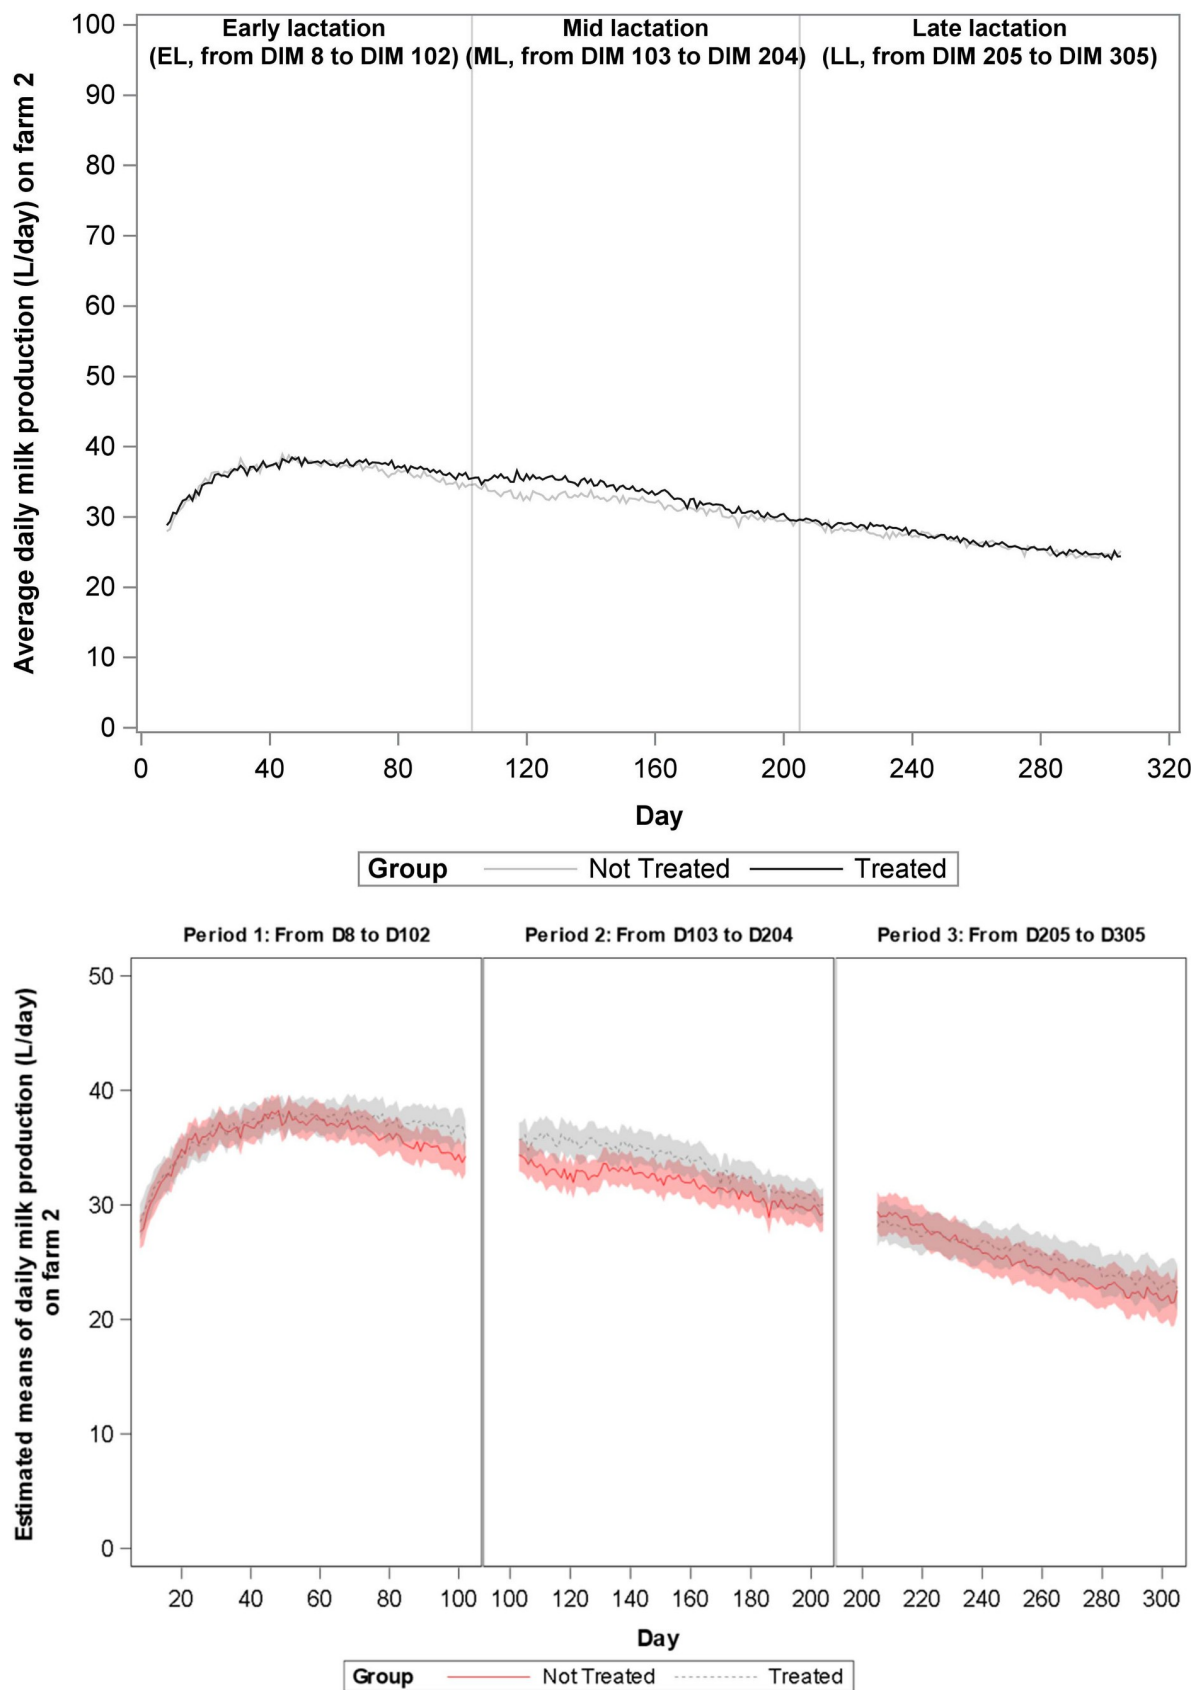 Early lactation Mid lactation Late lactation
(EL, from DIM 8 to DIM 102) (ML, from DIM 103 to DIM 204) (LL, from DIM 205 to DIM 305)
Average daily milk production (L/day) on farm 2
100
90
80
70
60
50
40
30
20
10
0
0 40 80 120 160 200 240 280 320
Day
Group Not Treated Treated
Period 1: From D8 to D102 Period 2: From D103 to D204 Period 3: From D205 to D305
Estimated means of daily milk production (L/day)
on farm 2
50
40
30
20
10
0
20 40 60 80 100 100 120 140 160 180 200 200 220 240 260 280 300
Day
Group Not Treated Treated